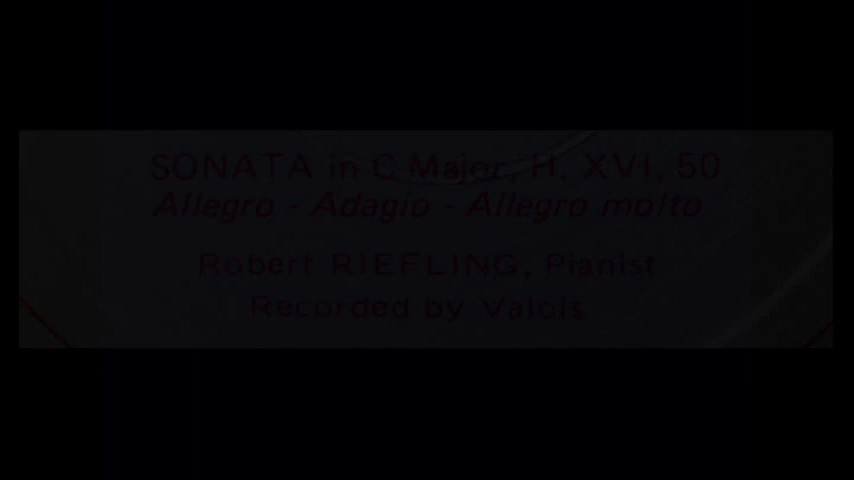 SONATA in C Major, H. XVI. 50
Allegro - Adagio - Allegro molto
Robert RIEFLING, Pianist
Recorded by Valois